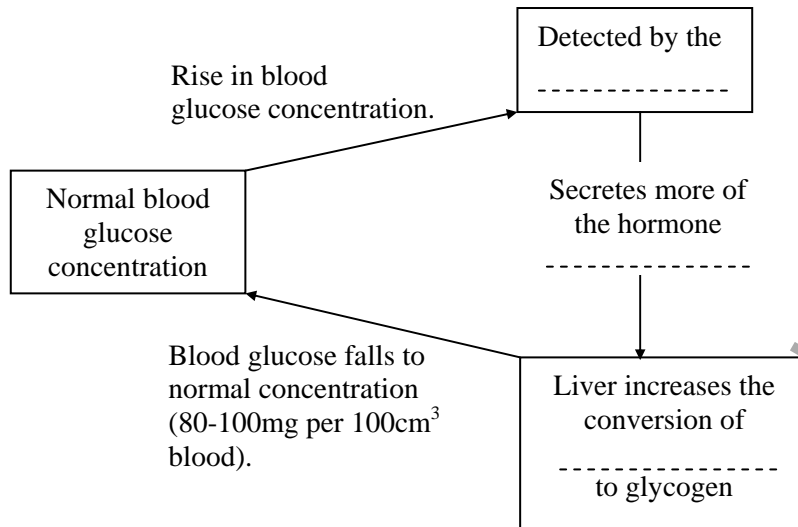 Detected by the
_ _ _ _ _ _ _ _ _ _ _ _ _ _
Rise in blood
glucose concentration.
Normal blood
glucose
concentration
Secretes more of
the hormone
_ _ _ _ _ _ _ _ _ _ _ _ _ _ _
Blood glucose falls to
normal concentration
(80-100mg per 100cm³
blood).
Liver increases the
conversion of
_ _ _ _ _ _ _ _ _ _ _ _ _ _ _
to glycogen